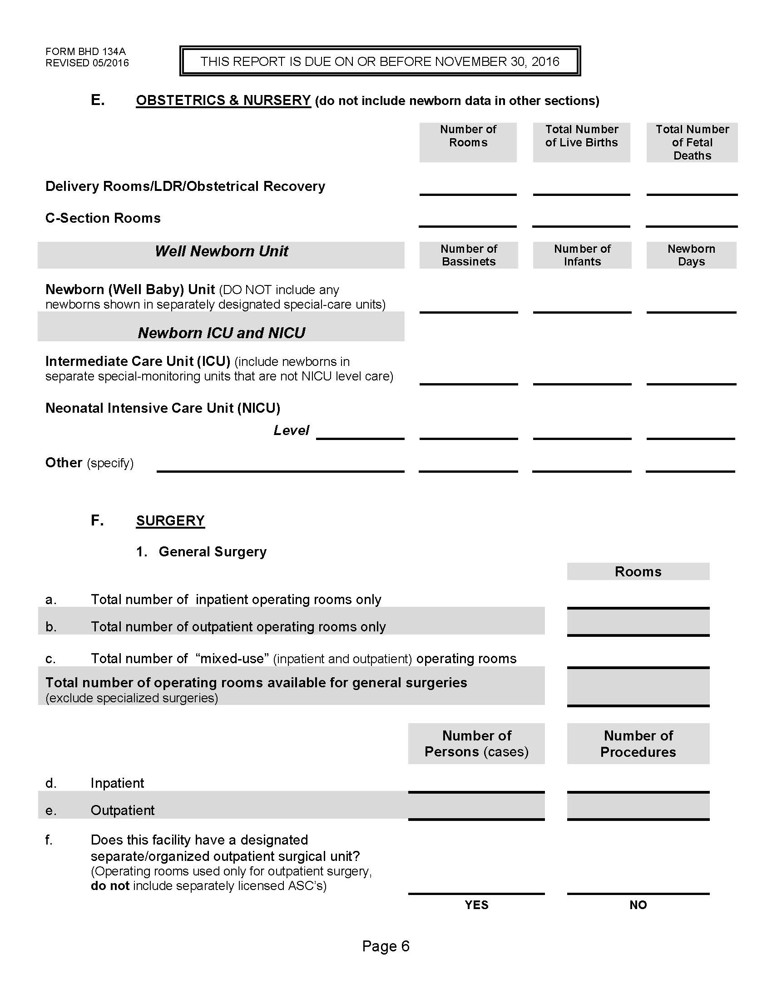 FORM BHD 134A
REVISED 05/2016
THIS REPORT IS DUE ON OR BEFORE NOVEMBER 30, 2016
E. OBSTETRICS & NURSERY (do not include newborn data in other sections)
Number of Rooms
Total Number of Live Births
Total Number of Fetal Deaths
Delivery Rooms/LDR/Obstetrical Recovery
C-Section Rooms
Well Newborn Unit
Number of Bassinets
Number of Infants
Newborn Days
Newborn (Well Baby) Unit (DO NOT include any
newborns shown in separately designated special-care units)
Newborn ICU and NICU
Intermediate Care Unit (ICU) (include newborns in
separate special-monitoring units that are not NICU level care)
Neonatal Intensive Care Unit (NICU)
Level
Other (specify)
F. SURGERY
1. General Surgery
Rooms
a. Total number of inpatient operating rooms only
b. Total number of outpatient operating rooms only
c. Total number of “mixed-use” (inpatient and outpatient) operating rooms
Total number of operating rooms available for general surgeries
(exclude specialized surgeries)
Number of Persons (cases)
Number of Procedures
d. Inpatient
e. Outpatient
f. Does this facility have a designated
separate/organized outpatient surgical unit?
(Operating rooms used only for outpatient surgery,
do not include separately licensed ASC’s)
YES NO
Page 6